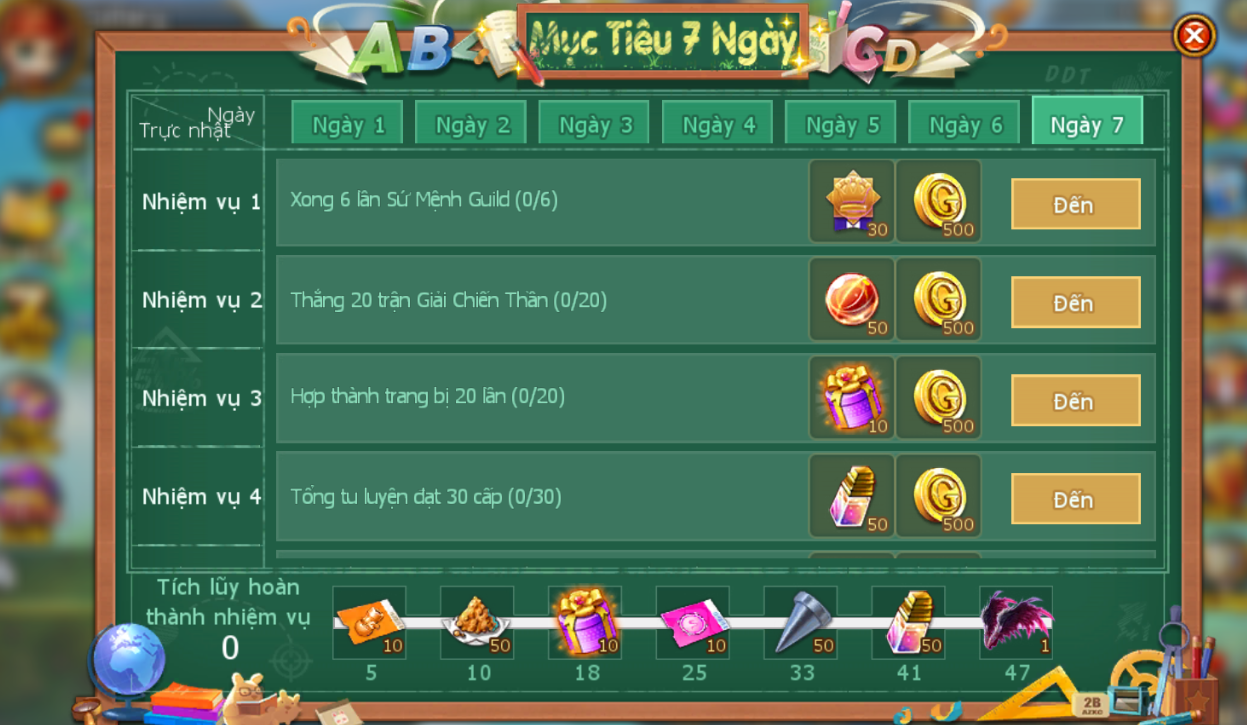 A B C D
Mục Tiêu 7 Ngày
DDT
Ngày
Trực nhật
Ngày 1
Ngày 2
Ngày 3
Ngày 4
Ngày 5
Ngày 6
Ngày 7
Nhiệm vụ 1
Xong 6 lần Sứ Mệnh Guild (0/6)
30
G
500
Đến
Nhiệm vụ 2
Thắng 20 trận Giải Chiến Thần (0/20)
50
G
500
Đến
Nhiệm vụ 3
Hợp thành trang bị 20 lần (0/20)
10
G
500
Đến
Nhiệm vụ 4
Tổng tu luyện đạt 30 cấp (0/30)
50
G
500
Đến
Tích lũy hoàn
thành nhiệm vụ
0
10
50
10
10
50
50
1
5
10
18
25
33
41
47
2B